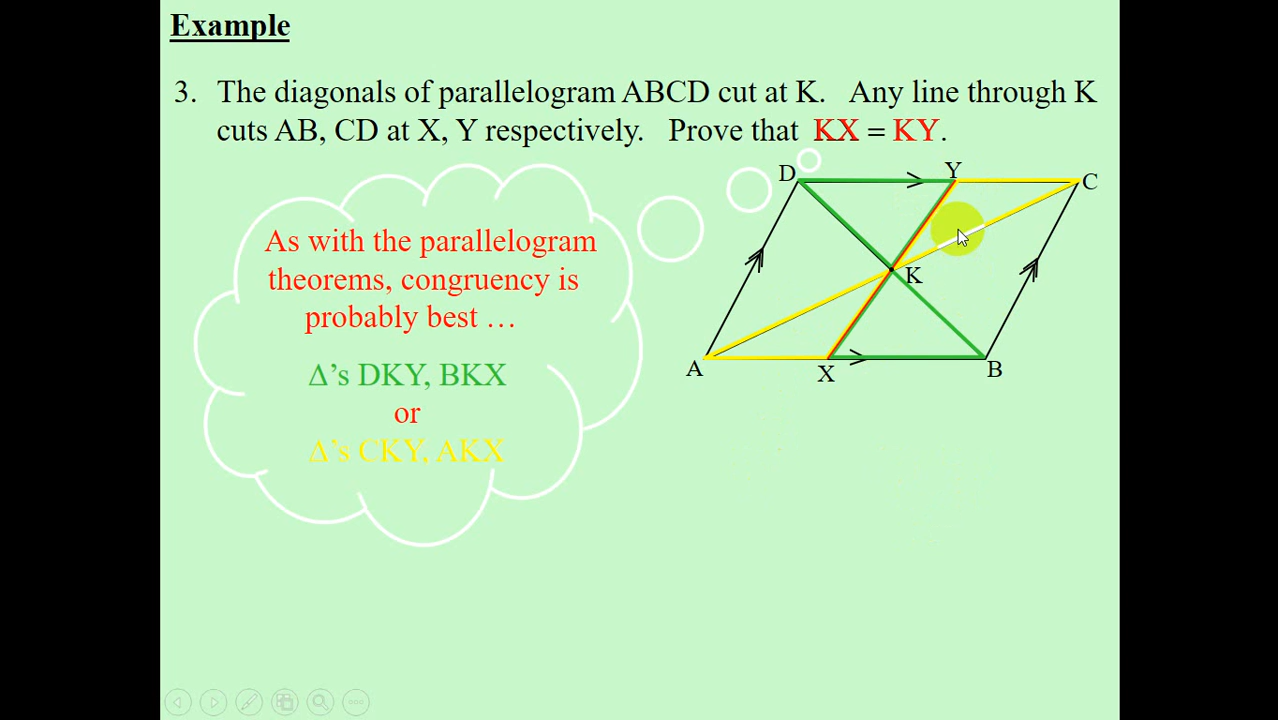 Example
3. The diagonals of parallelogram ABCD cut at K. Any line through K
cuts AB, CD at X, Y respectively. Prove that KX = KY.
D
Y
C
As with the parallelogram
theorems, congruency is
probably best …
K
Δ’s DKY, BKX
or
Δ’s CKY, AKX
A
X
B